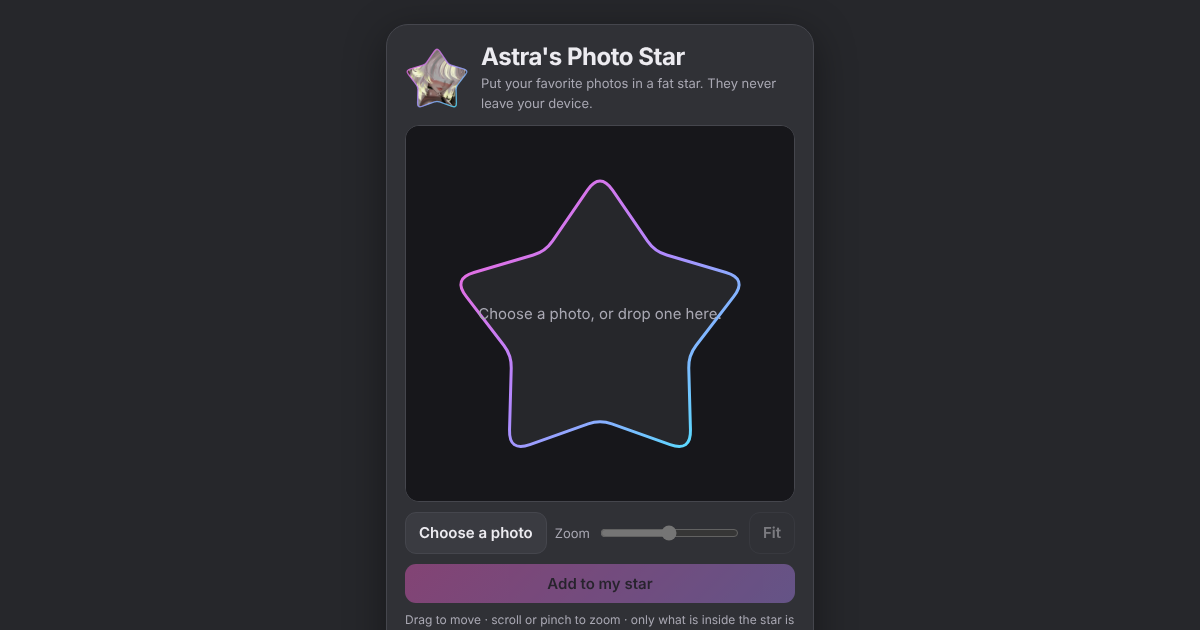 Astra's Photo Star
Put your favorite photos in a fat star. They never
leave your device.
Choose a photo, or drop one here.
Choose a photo
Zoom
Fit
Add to my star
Drag to move · scroll or pinch to zoom · only what is inside the star is